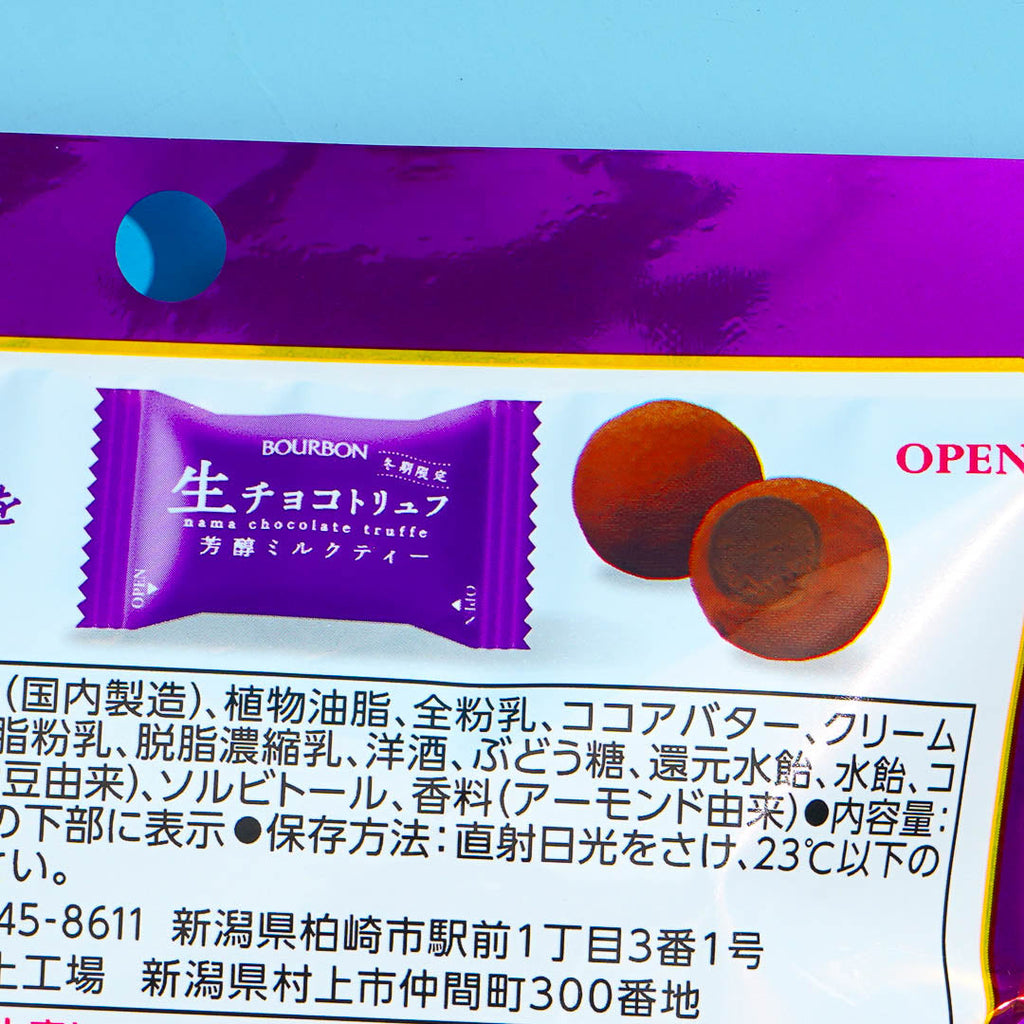 を
BOURBON
冬期限定
生チョコトリュフ
nama chocolate truffe
芳醇ミルクティー
OPEN
OPEN
OPEN
(国内製造)、植物油脂、全粉乳、ココアバター、クリーム
脂粉乳、脱脂濃縮乳、洋酒、ぶどう糖、還元水飴、水飴、コ
豆由来)、ソルビトール、香料(アーモンド由来)●内容量:
の下部に表示●保存方法:直射日光をさけ、23℃以下の
さい。
45-8611 新潟県柏崎市駅前1丁目3番1号
上工場 新潟県村上市仲間町300番地